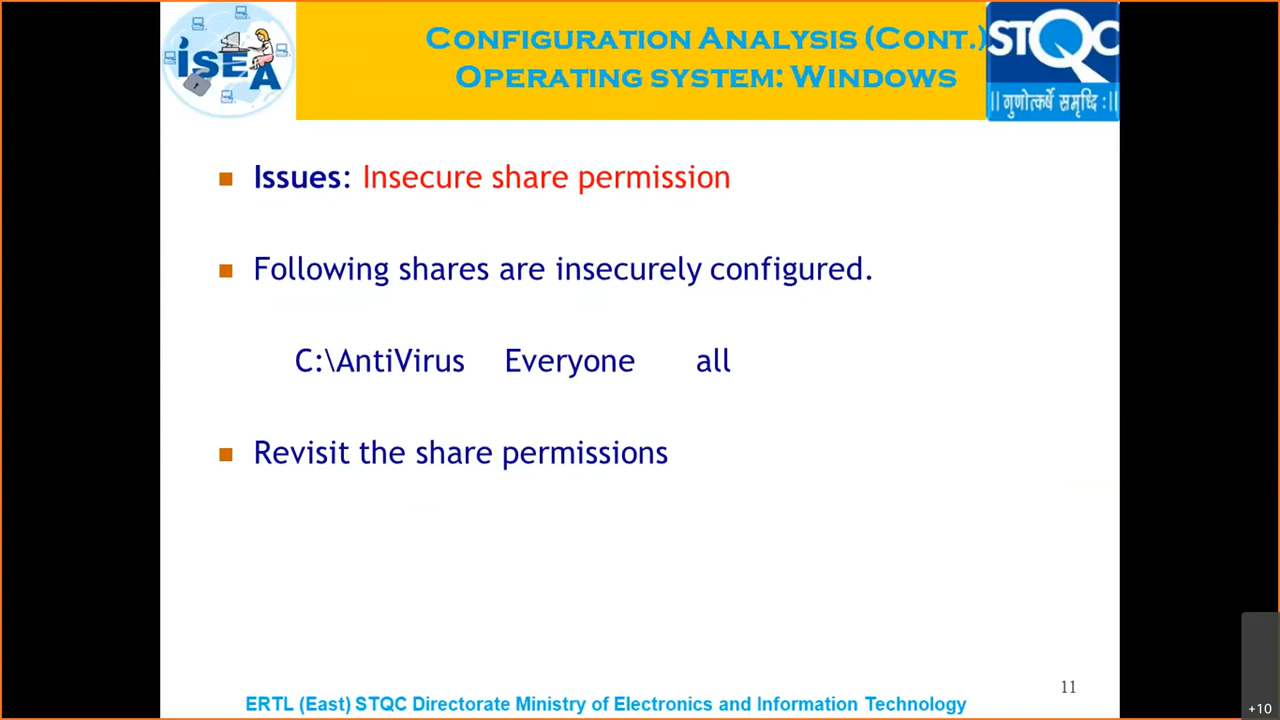 CONFIGURATION ANALYSIS (CONT.)
OPERATING SYSTEM: WINDOWS
iSEA
STQC
||गुणोत्कर्षे समृध्दि :||
Issues: Insecure share permission
Following shares are insecurely configured.
C:\AntiVirus Everyone all
Revisit the share permissions
11
ERTL (East) STQC Directorate Ministry of Electronics and Information Technology
+10